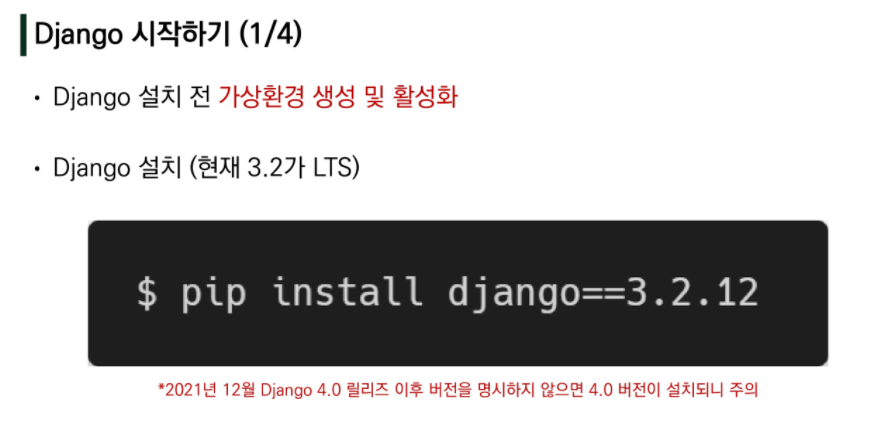 Django 시작하기 (1/4)
• Django 설치 전 가상환경 생성 및 활성화
• Django 설치 (현재 3.2가 LTS)
$ pip install django==3.2.12
*2021년 12월 Django 4.0 릴리즈 이후 버전을 명시하지 않으면 4.0 버전이 설치되니 주의